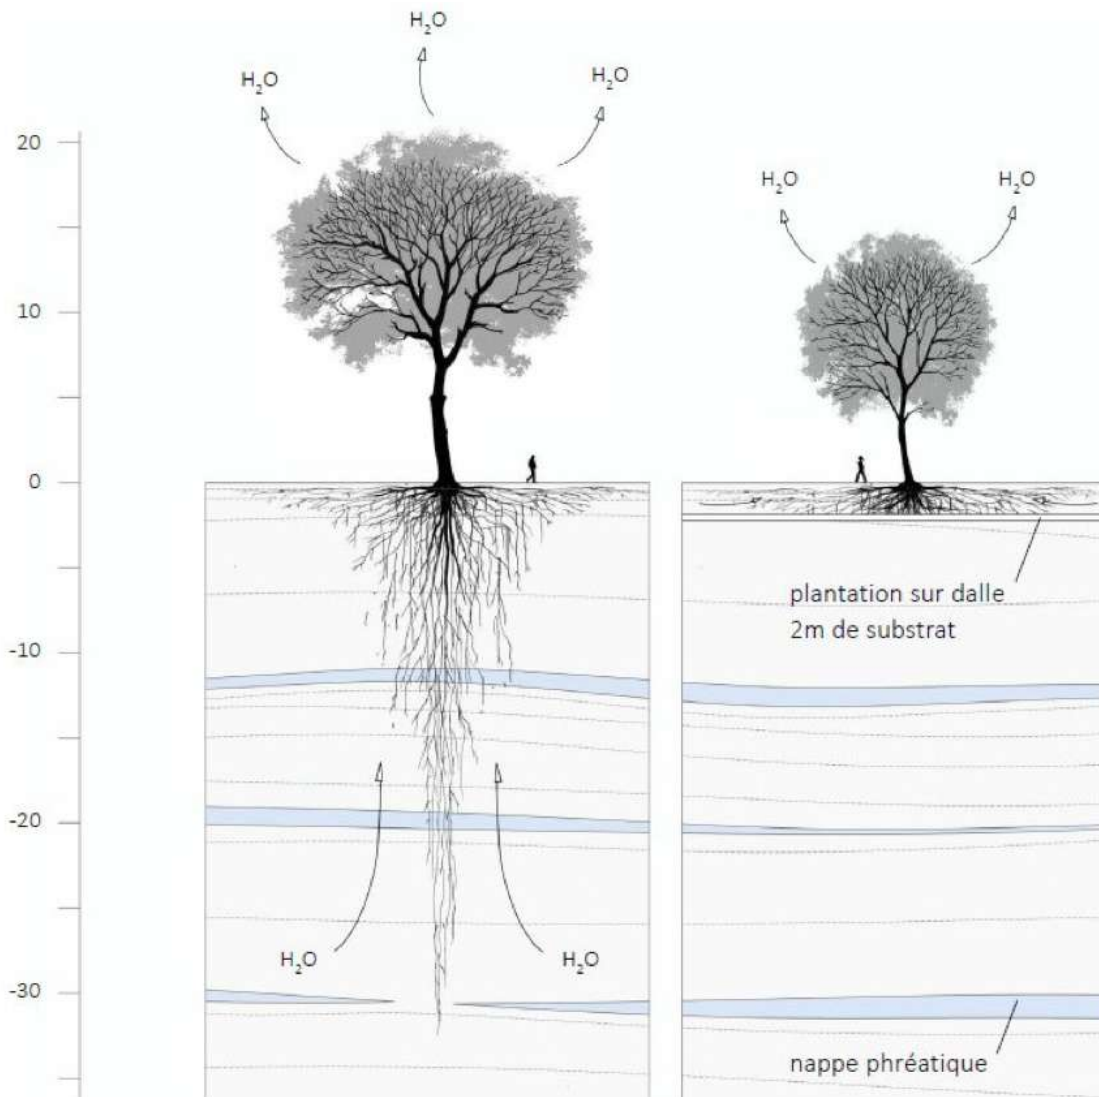 H₂O
H₂O
H₂O
20
H₂O
H₂O
10
0
plantation sur dalle
2m de substrat
-10
-20
H₂O
H₂O
-30
nappe phréatique